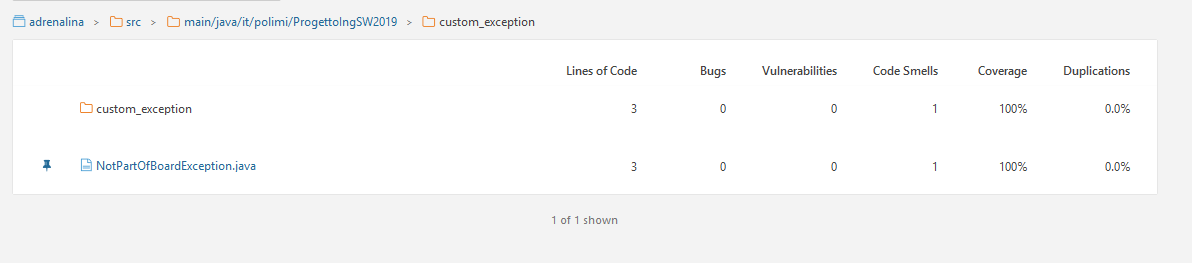 adrenalina > src > main/java/it/polimi/ProgettoIngSW2019 > custom_exception
Lines of Code Bugs Vulnerabilities Code Smells Coverage Duplications
custom_exception 3 0 0 1 100% 0.0%
NotPartOfBoardException.java 3 0 0 1 100% 0.0%
1 of 1 shown